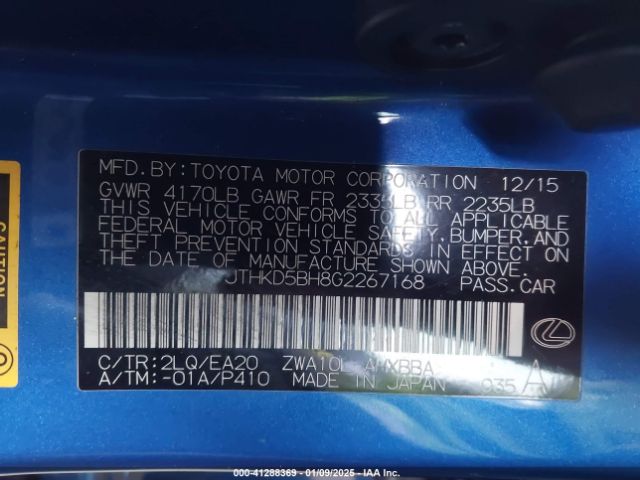 MFD. BY: TOYOTA MOTOR CORPORATION 12/15
GVWR 4170LB GAWR FR 2335LB RR 2235LB
THIS VEHICLE CONFORMS TO ALL APPLICABLE
FEDERAL MOTOR VEHICLE SAFETY, BUMPER, AND
THEFT PREVENTION STANDARDS IN EFFECT ON
THE DATE OF MANUFACTURE SHOWN ABOVE.
JTHKD5BH8G2267168 PASS.CAR
C/TR:2LQ/EA20 ZWA10L-AHXBBA A
A/TM:-01A/P410 MADE IN JAPAN 935
CAUTION
000-41288369 - 01/09/2025 - IAA Inc.